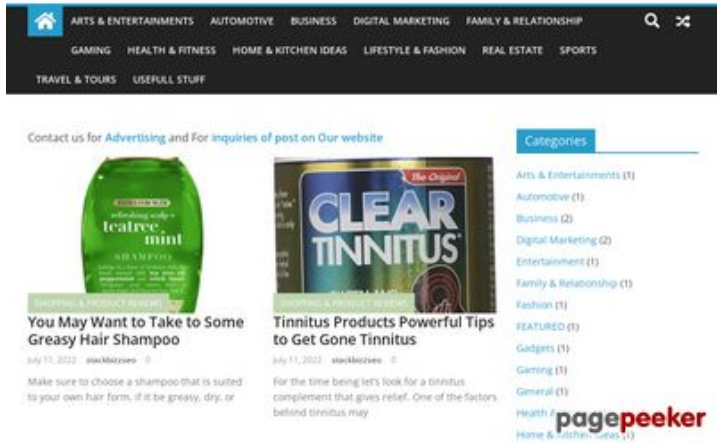 ARTS & ENTERTAINMENTS AUTOMOTIVE BUSINESS DIGITAL MARKETING FAMILY & RELATIONSHIP
GAMING HEALTH & FITNESS HOME & KITCHEN IDEAS LIFESTYLE & FASHION REAL ESTATE SPORTS
TRAVEL & TOURS USEFULL STUFF
Contact us for Advertising and For inquiries of post on Our website
refreshing scalp+
teatree
mint
SHAMPOO
SHOPPING & PRODUCT REVIEWS
You May Want to Take to Some
Greasy Hair Shampoo
July 11, 2022 stackbizzseo 0
Make sure to choose a shampoo that is suited
to your own hair form, if it be greasy, dry, or
The Original
CLEAR
TINNITUS
SHOPPING & PRODUCT REVIEWS
Tinnitus Products Powerful Tips
to Get Gone Tinnitus
July 11, 2022 stackbizzseo 0
For the time being let's look for a tinnitus
complement that gives relief. One of the factors
behind tinnitus may
Categories
Arts & Entertainments (1)
Automotive (1)
Business (2)
Digital Marketing (2)
Entertainment (1)
Family & Relationship (1)
Fashion (1)
FEATURED (1)
Gadgets (1)
Gaming (1)
General (1)
Health
Home &
pagepeeker